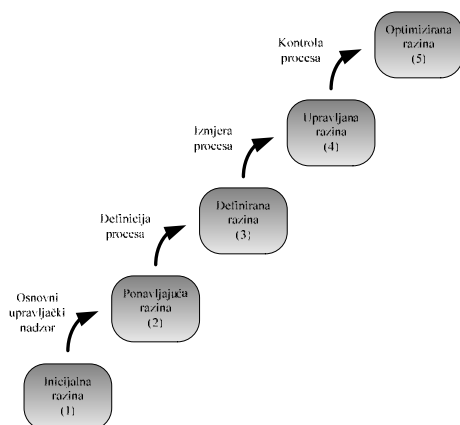 Optimizirana
razina
(5)
Kontrola
procesa
Upravljana
razina
(4)
Izmjera
procesa
Definirana
razina
(3)
Definicija
procesa
Ponavljajuća
razina
(2)
Osnovni
upravljački
nadzor
Inicijalna
razina
(1)